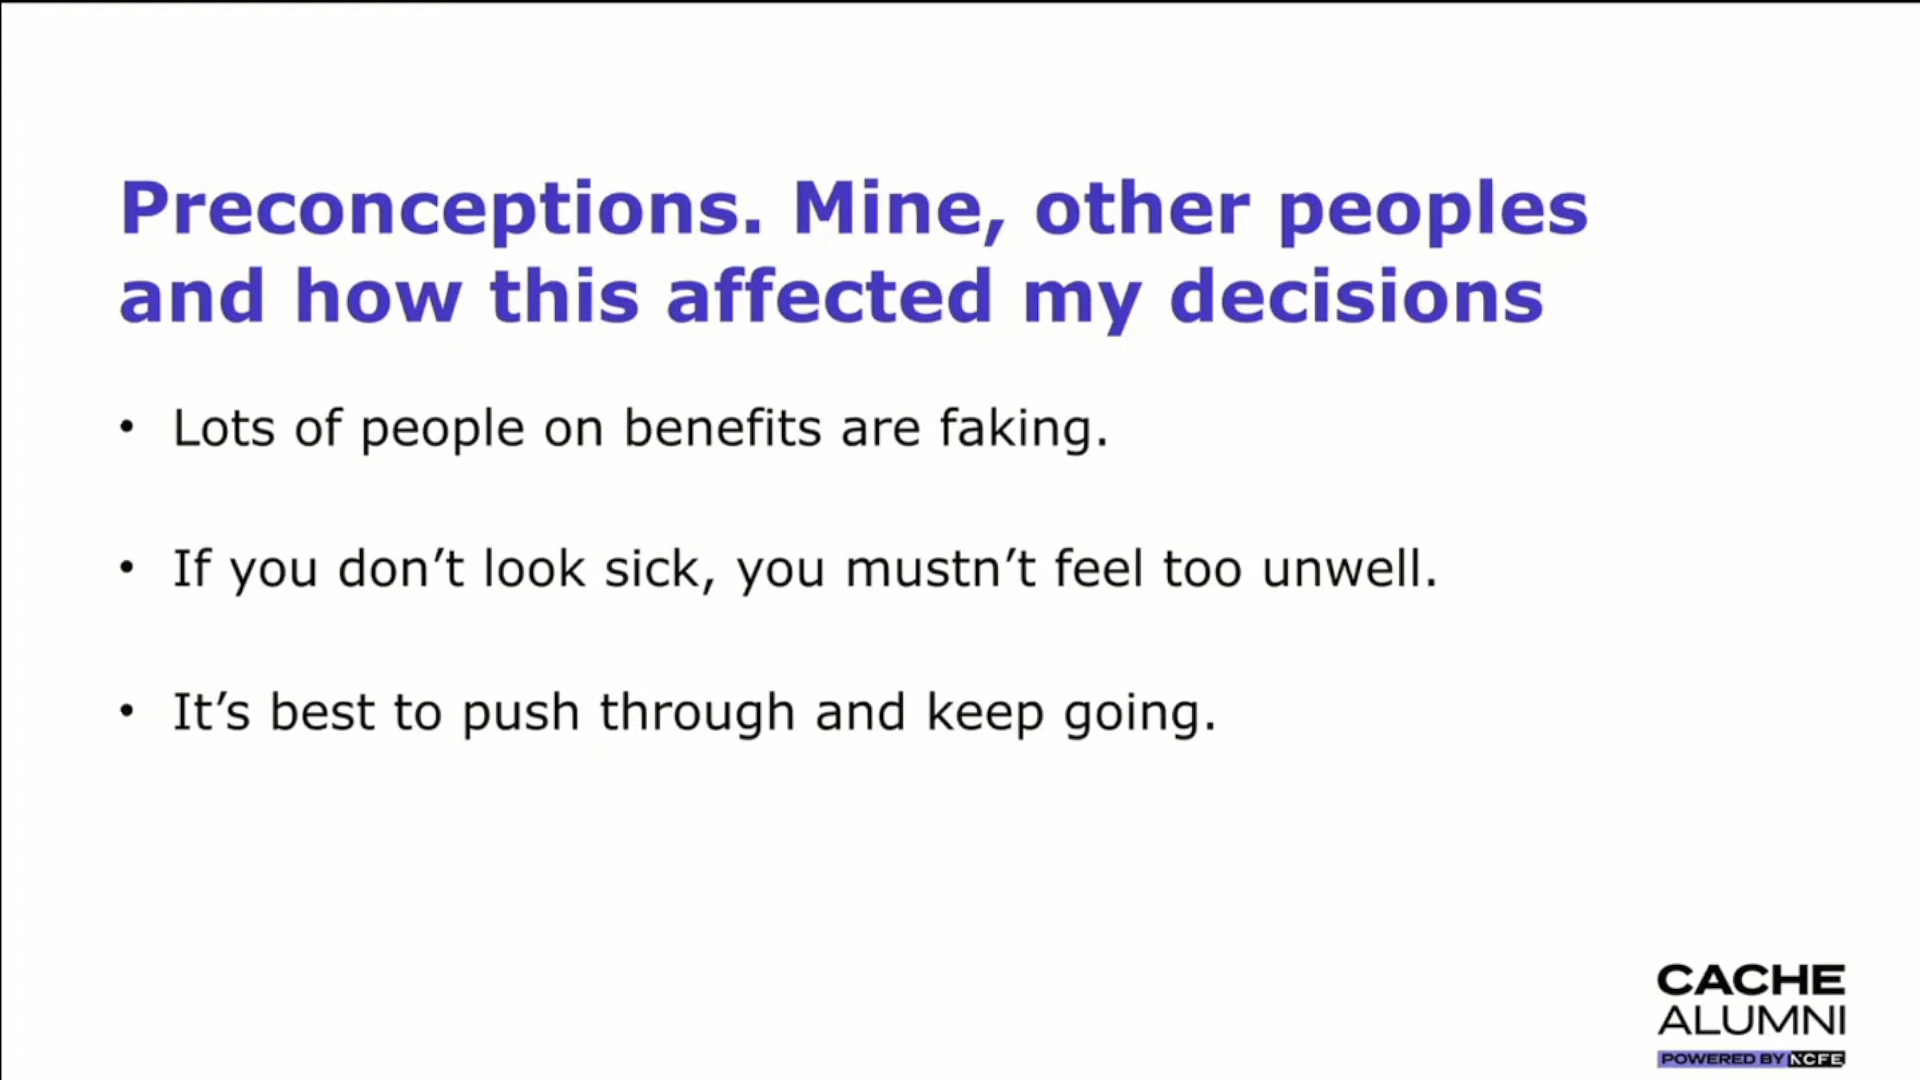 Preconceptions. Mine, other peoples
and how this affected my decisions
• Lots of people on benefits are faking.
• If you don’t look sick, you mustn’t feel too unwell.
• It’s best to push through and keep going.
CACHE
ALUMNI
POWERED BY NCFE